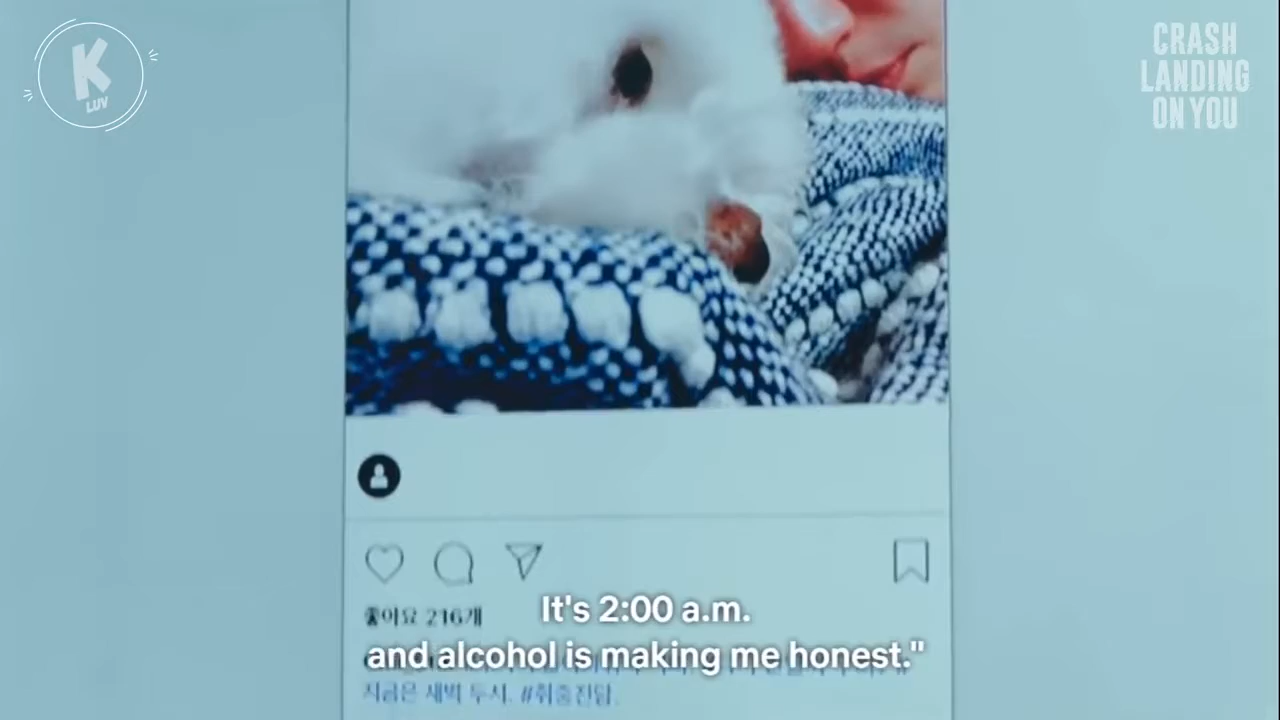 K
LUV
CRASH
LANDING
ON YOU
좋아요 216개
It's 2:00 a.m.
and alcohol is making me honest."
지금은 새벽 두시. #취중진담.